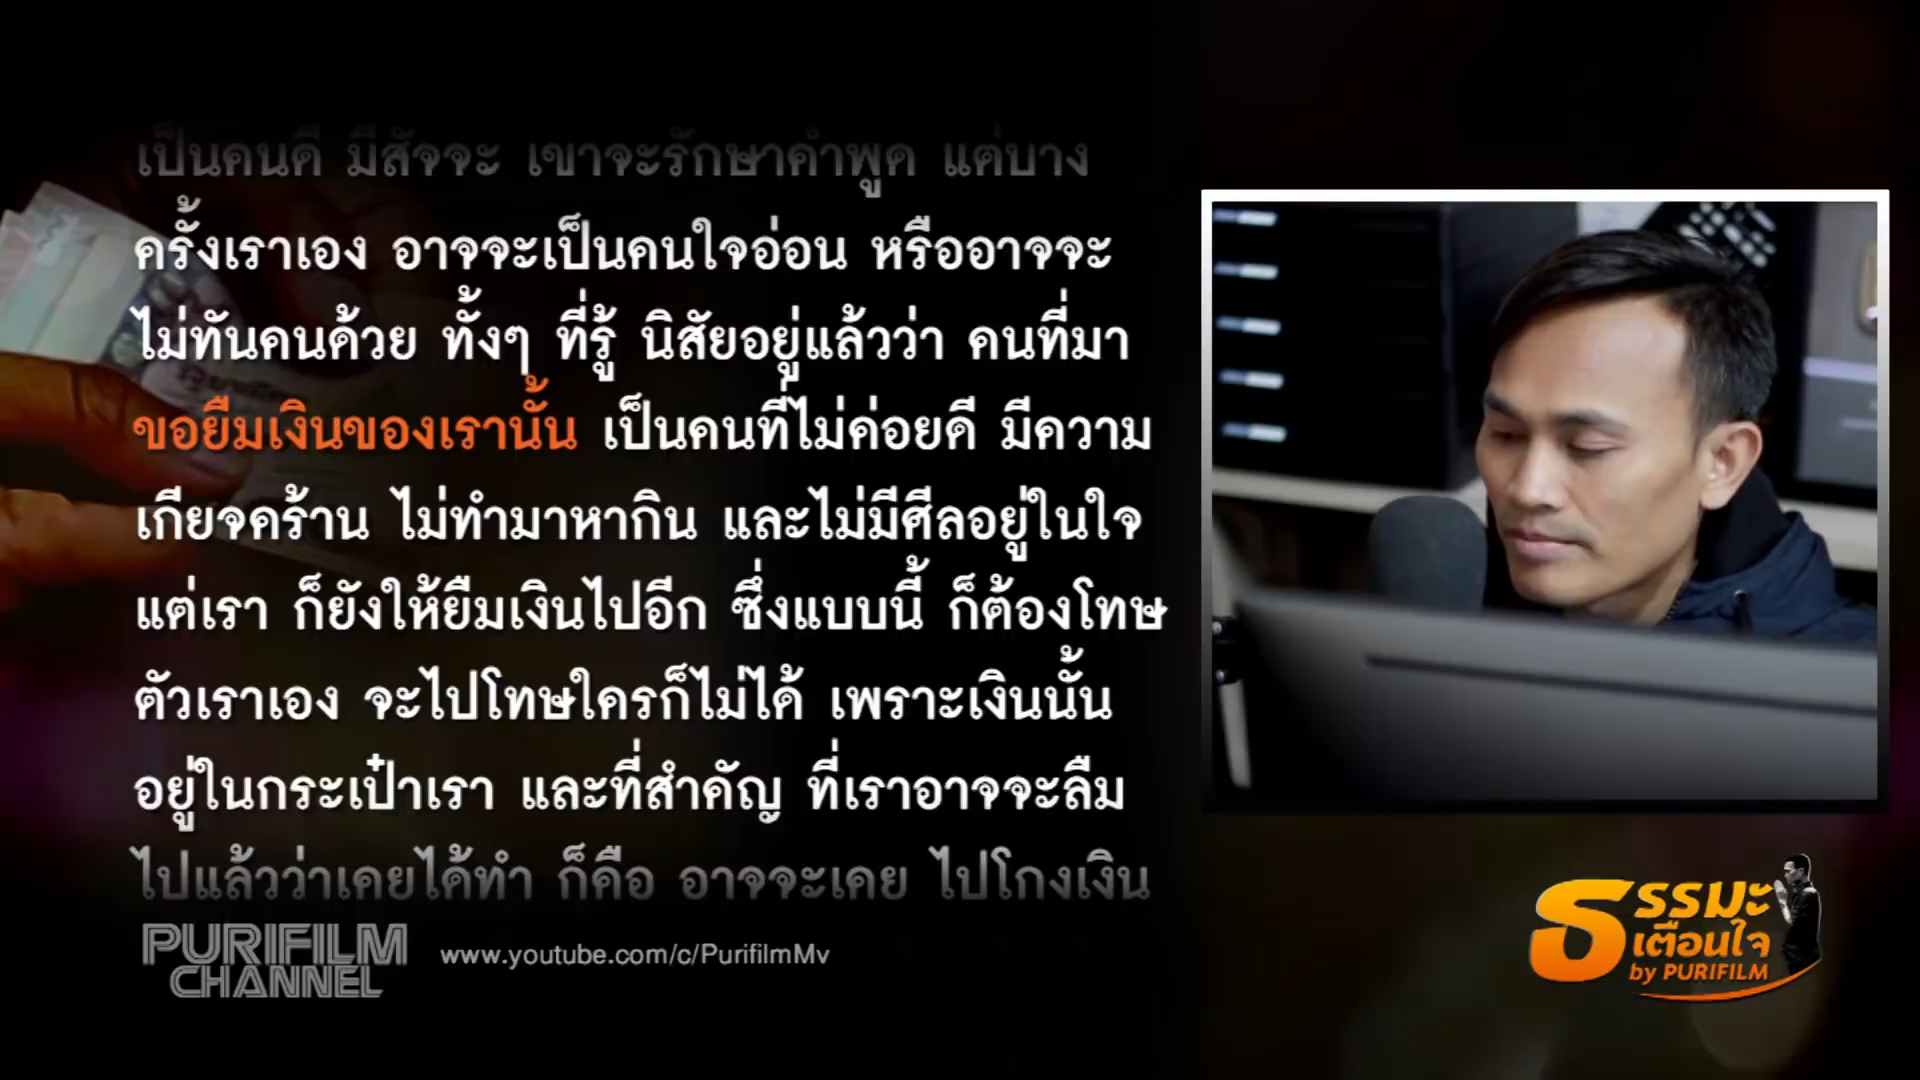 เป็นคนดี มีสัจจะ เขาจะรักษาคำพูด แต่บาง
ครั้งเราเอง อาจจะเป็นคนใจอ่อน หรืออาจจะ
ไม่ทันคนด้วย ทั้งๆ ที่รู้ นิสัยอยู่แล้วว่า คนที่มา
ขอยืมเงินของเรานั้น เป็นคนที่ไม่ค่อยดี มีความ
เกียจคร้าน ไม่ทำมาหากิน และไม่มีศีลอยู่ในใจ
แต่เรา ก็ยังให้ยืมเงินไปอีก ซึ่งแบบนี้ ก็ต้องโทษ
ตัวเราเอง จะไปโทษใครก็ไม่ได้ เพราะเงินนั้น
อยู่ในกระเป๋าเรา และที่สำคัญ ที่เราอาจจะลืม
ไปแล้วว่าเคยได้ทำ ก็คือ อาจจะเคย ไปโกงเงิน
PURIFILM
CHANNEL
www.youtube.com/c/PurifilmMv
ธรรมะ
เตือนใจ
by PURIFILM